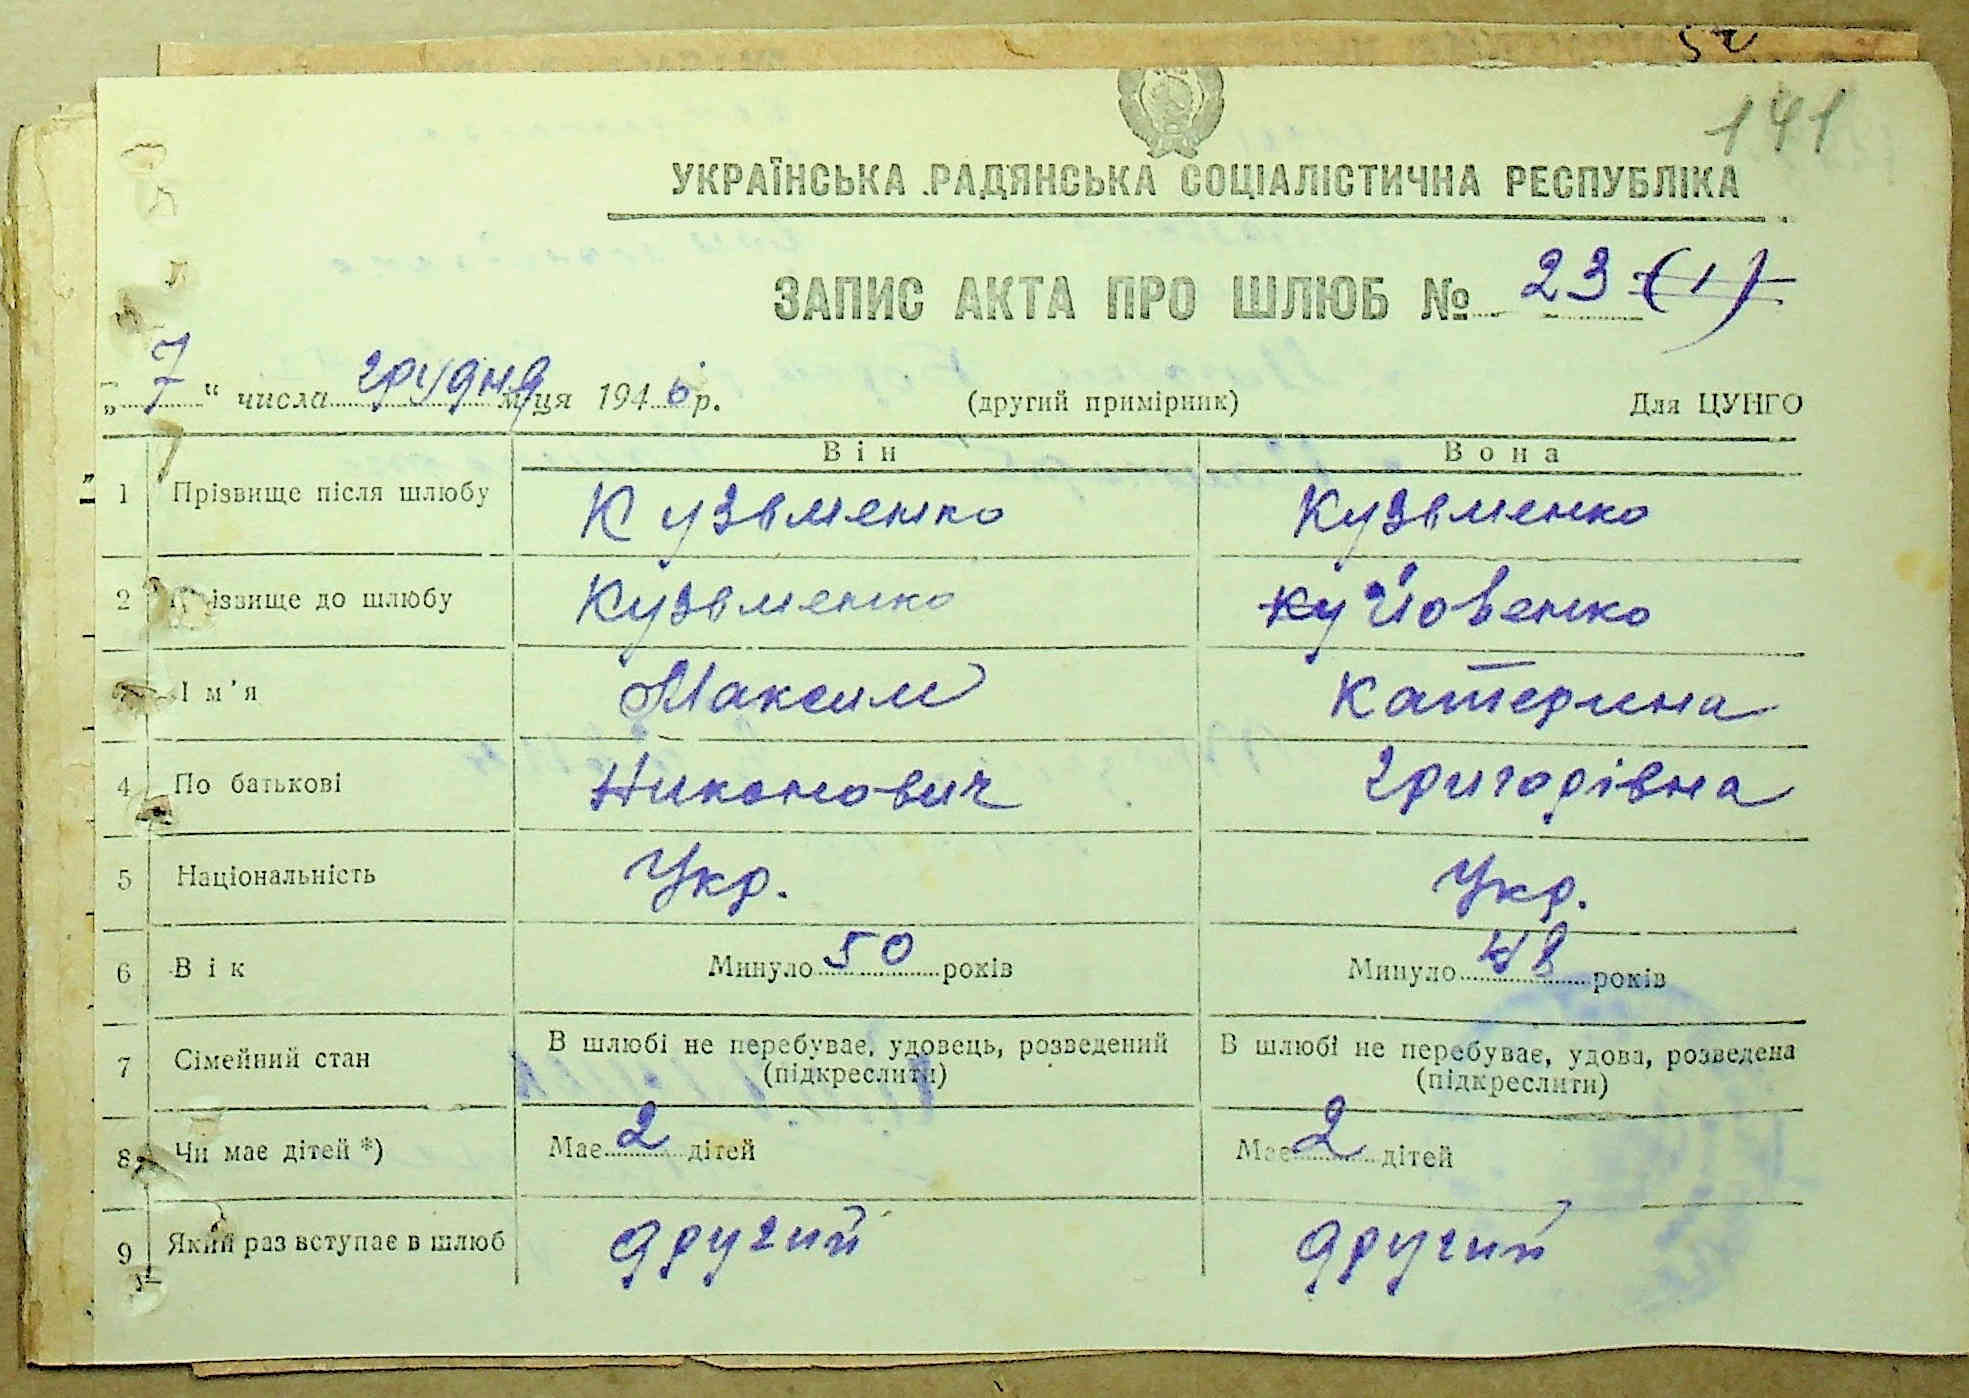 141
УКРАЇНСЬКА РАДЯНСЬКА СОЦІАЛІСТИЧНА РЕСПУБЛІКА
ЗАПИС АКТА ПРО ШЛЮБ № 23 (1)
„7“ числа грудня м-ця 1946 р. (другий примірник) Для ЦУНГО
Він Вона
1 Прізвище після шлюбу Кузьменко Кузьменко
2 Прізвище до шлюбу Кузьменко
3 Ім’я Максим Катерина
4 По батькові Никонович Григорівна
5 Національність Укр. Укр.
6 Вік Минуло 50 років Минуло 48 років
7 Сімейний стан В шлюбі не перебуває, удовець, розведений (підкреслити) В шлюбі не перебуває, удова, розведена (підкреслити)
8 Чи має дітей *) Має 2 дітей Має 2 дітей
9 Який раз вступає в шлюб другий другий